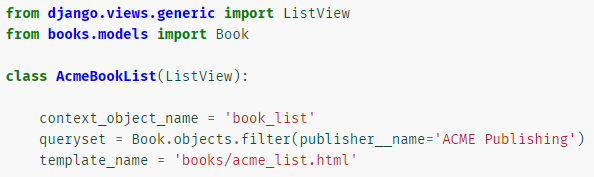 from django.views.generic import ListView
from books.models import Book
class AcmeBookList(ListView):
context_object_name = 'book_list'
queryset = Book.objects.filter(publisher__name='ACME Publishing')
template_name = 'books/acme_list.html'